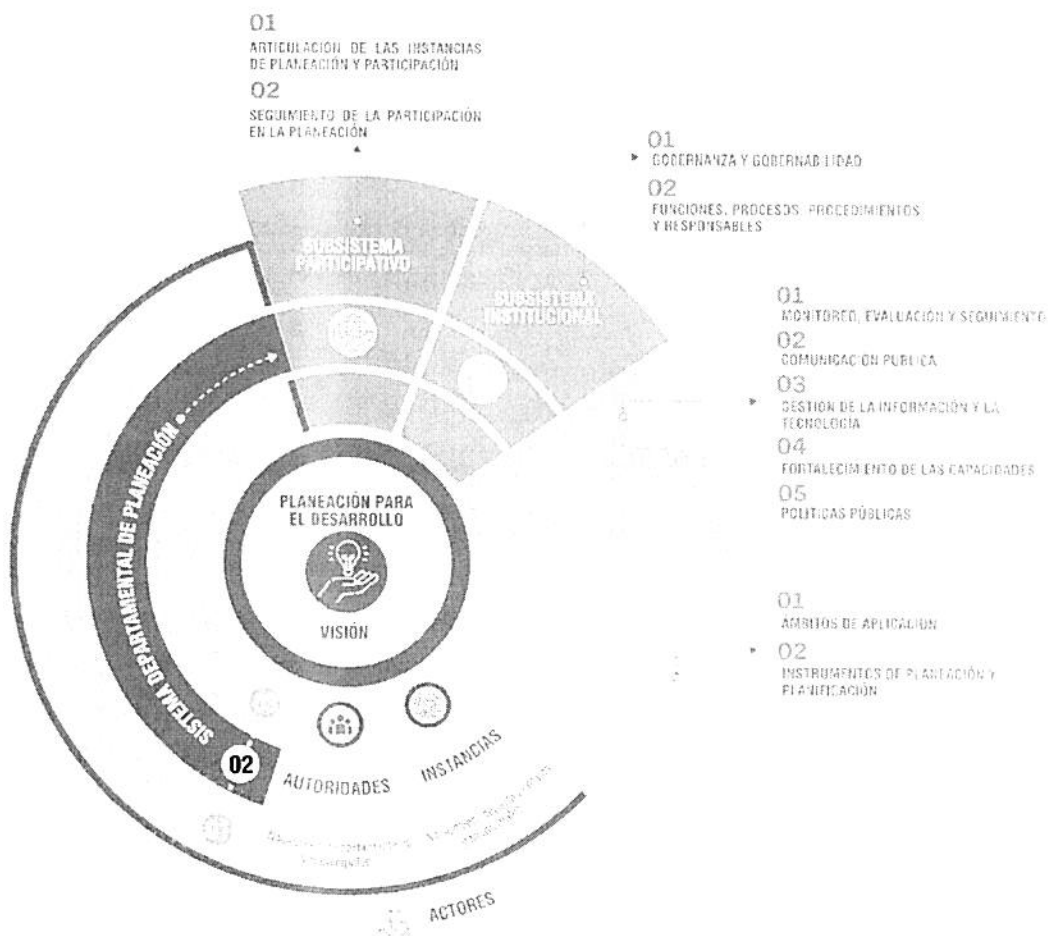 01
ARTICULACIÓN DE LAS INSTANCIAS
DE PLANEACIÓN Y PARTICIPACIÓN
02
SEGUIMIENTO DE LA PARTICIPACIÓN
EN LA PLANEACIÓN
01
GOBERNANZA Y GOBERNABILIDAD
02
FUNCIONES, PROCESOS, PROCEDIMIENTOS
Y RESPONSABLES
SUBSISTEMA
PARTICIPATIVO
SUBSISTEMA
INSTITUCIONAL
01
MONITOREO, EVALUACIÓN Y SEGUIMIENTO
02
COMUNICACIÓN PÚBLICA
03
GESTIÓN DE LA INFORMACIÓN Y LA
TECNOLOGÍA
04
FORTALECIMIENTO DE LAS CAPACIDADES
05
POLÍTICAS PÚBLICAS
SISTEMA DEPARTAMENTAL DE PLANEACIÓN
PLANEACIÓN PARA
EL DESARROLLO
VISIÓN
01
ÁMBITOS DE APLICACIÓN
02
INSTRUMENTOS DE PLANEACIÓN Y
PLANIFICACIÓN
02
AUTORIDADES
INSTANCIAS
ACTORES